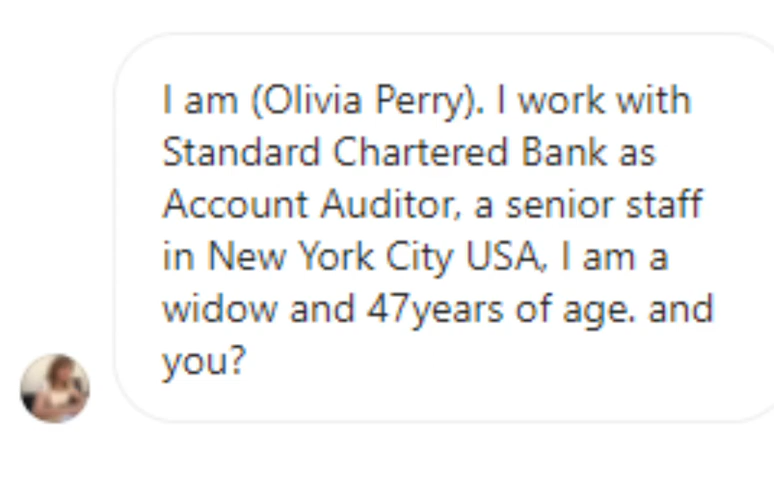 I am (Olivia Perry). I work with
Standard Chartered Bank as
Account Auditor, a senior staff
in New York City USA, I am a
widow and 47years of age. and
you?